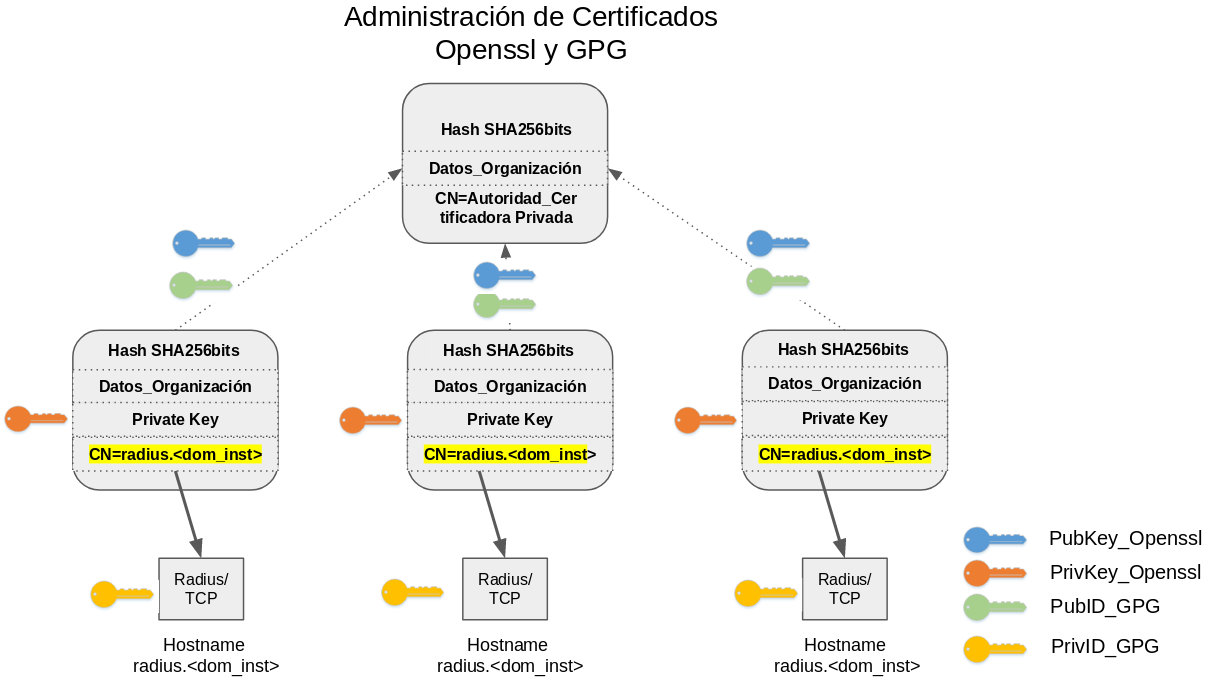 Administración de Certificados
Openssl y GPG
Hash SHA256bits
Datos_Organización
CN=Autoridad_Cer
tificadora Privada
Hash SHA256bits
Datos_Organización
Private Key
CN=radius.<dom_inst>
Hash SHA256bits
Datos_Organización
Private Key
CN=radius.<dom_inst>
Hash SHA256bits
Datos_Organización
Private Key
CN=radius.<dom_inst>
Radius/
TCP
Hostname
radius.<dom_inst>
Radius/
TCP
Hostname
radius.<dom_inst>
Radius/
TCP
Hostname
radius.<dom_inst>
PubKey_Openssl
PrivKey_Openssl
PubID_GPG
PrivID_GPG